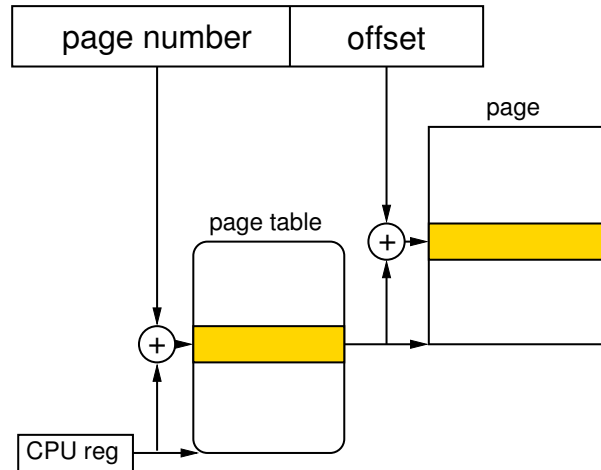 page number
offset
page
page table
+
+
CPU reg